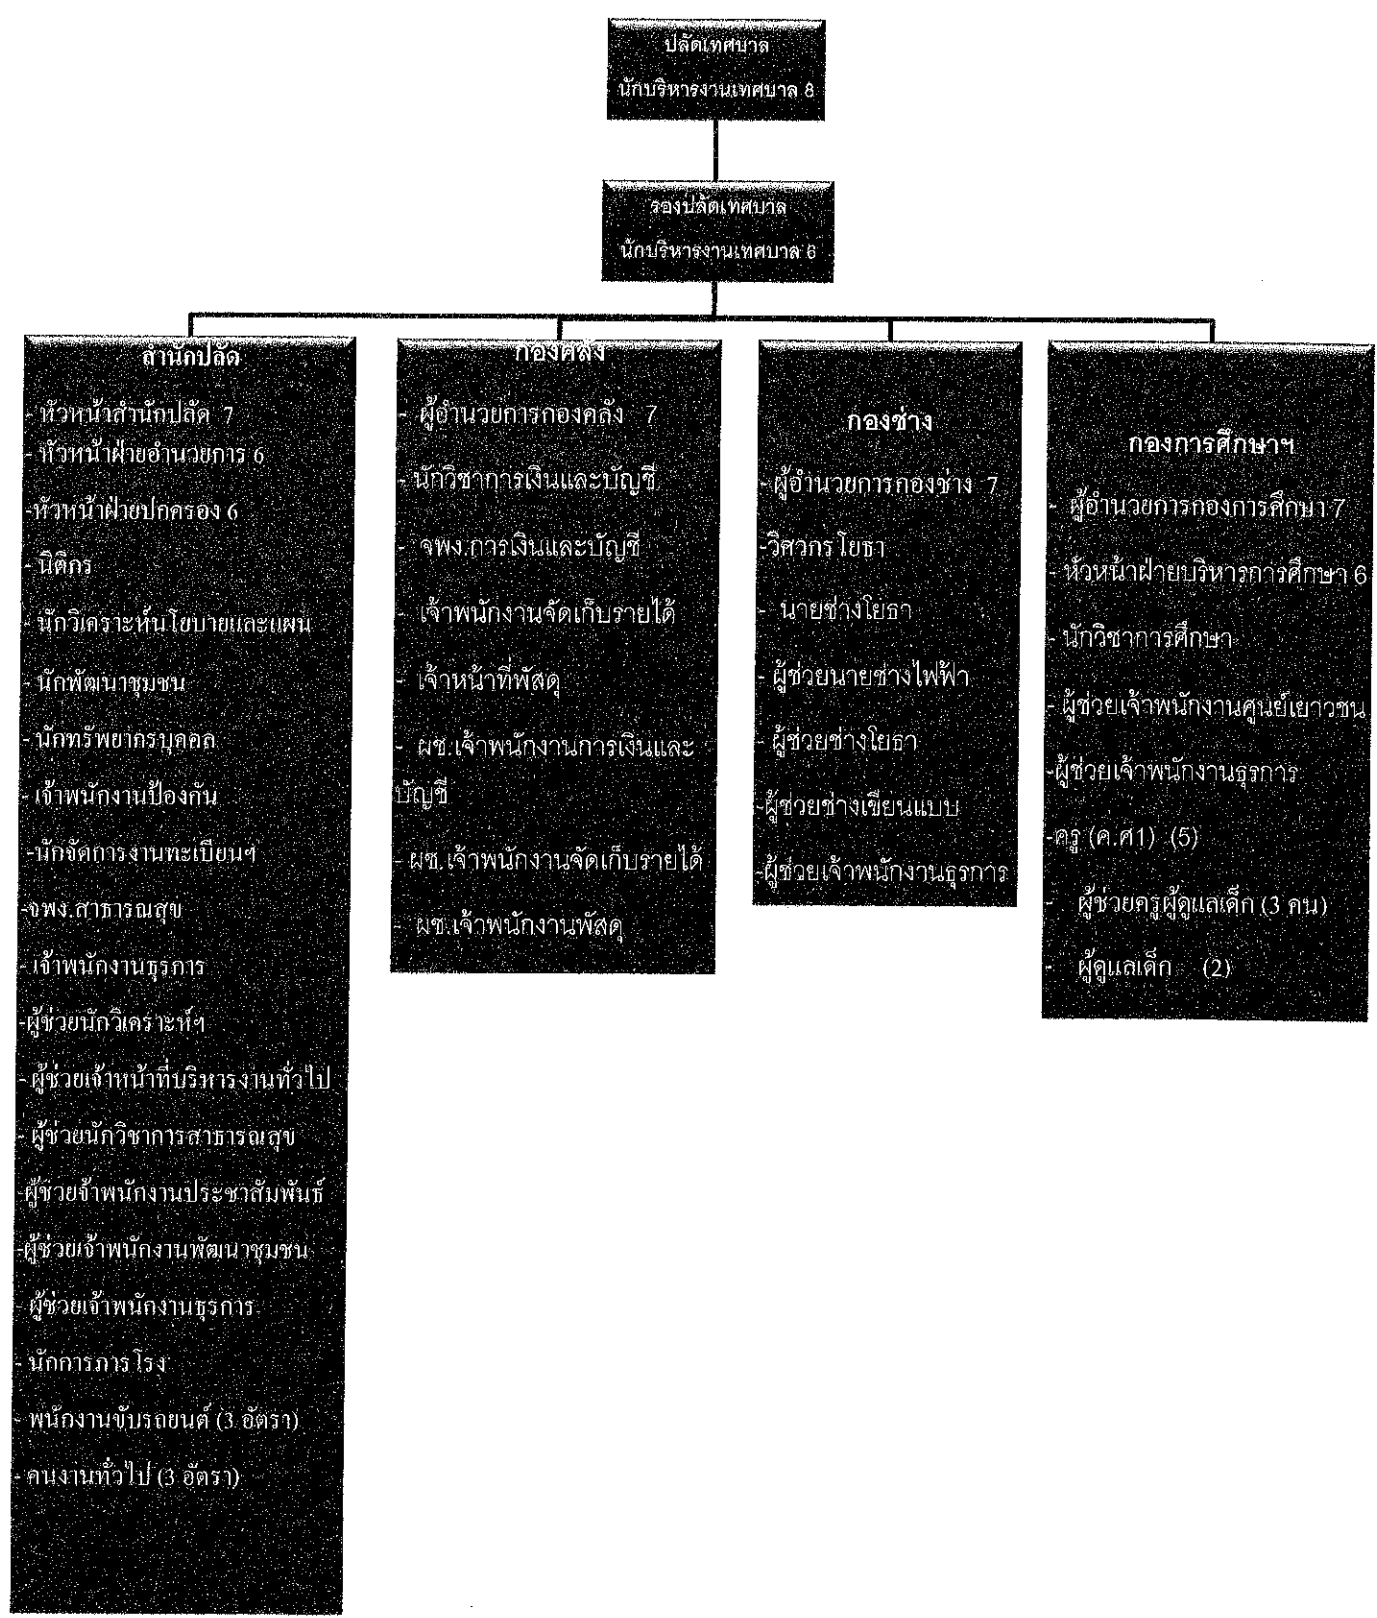 ปลัดเทศบาล
นักบริหารงานเทศบาล 8
รองปลัดเทศบาล
นักบริหารงานเทศบาล 6
สำนักปลัด
- หัวหน้าสำนักปลัด 7
- หัวหน้าฝ่ายอำนวยการ 6
-หัวหน้าฝ่ายปกครอง 6
- นิติกร
- นักวิเคราะห์นโยบายและแผน
- นักพัฒนาชุมชน
- นักทรัพยากรบุคคล
- เจ้าพนักงานป้องกัน
-นักจัดการงานทะเบียนฯ
-จพง.สาธารณสุข
- เจ้าพนักงานธุรการ
-ผู้ช่วยนักวิเคราะห์ฯ
- ผู้ช่วยเจ้าหน้าที่บริหารงานทั่วไป
- ผู้ช่วยนักวิชาการสาธารณสุข
-ผู้ช่วยจ้าพนักงานประชาสัมพันธ์
-ผู้ช่วยเจ้าพนักงานพัฒนาชุมชน
- ผู้ช่วยเจ้าพนักงานธุรการ
- นักการภารโรง
- พนักงานขับรถยนต์ (3 อัตรา)
- คนงานทั่วไป (3 อัตรา)
กองคลัง
- ผู้อำนวยการกองคลัง 7
- นักวิชาการเงินและบัญชี
- จพง.การเงินและบัญชี
- เจ้าพนักงานจัดเก็บรายได้
- เจ้าหน้าที่พัสดุ
- ผช.เจ้าพนักงานการเงินและ
บัญชี
- ผช.เจ้าพนักงานจัดเก็บรายได้
- ผช.เจ้าพนักงานพัสดุ
กองช่าง
- ผู้อำนวยการกองช่าง 7
-วิศวกรโยธา
- นายช่างโยธา
- ผู้ช่วยนายช่างไฟฟ้า
- ผู้ช่วยช่างโยธา
-ผู้ช่วยช่างเขียนแบบ
-ผู้ช่วยเจ้าพนักงานธุรการ
กองการศึกษาฯ
- ผู้อำนวยการกองการศึกษา 7
- หัวหน้าฝ่ายบริหารการศึกษา 6
- นักวิชาการศึกษา
- ผู้ช่วยเจ้าพนักงานศูนย์เยาวชน
-ผู้ช่วยเจ้าพนักงานธุรการ
-ครู (ค.ศ1) (5)
- ผู้ช่วยครูผู้ดูแลเด็ก (3 คน)
- ผู้ดูแลเด็ก (2)